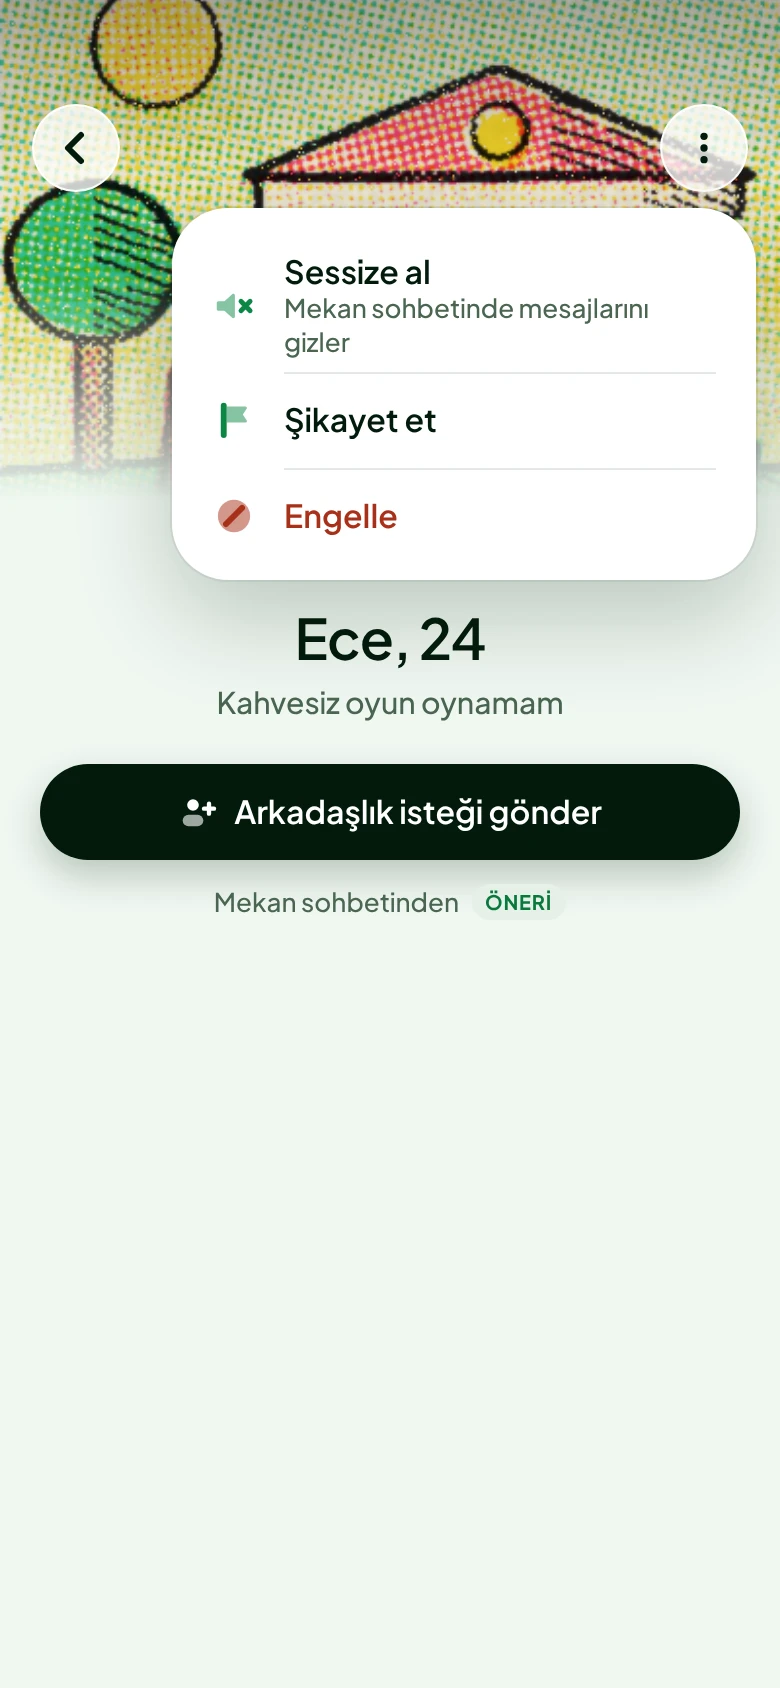 Sessize al
Mekan sohbetinde mesajlarını
gizler
Şikayet et
Engelle
Ece, 24
Kahvesiz oyun oynamam
Arkadaşlık isteği gönder
Mekan sohbetinden ÖNERİ